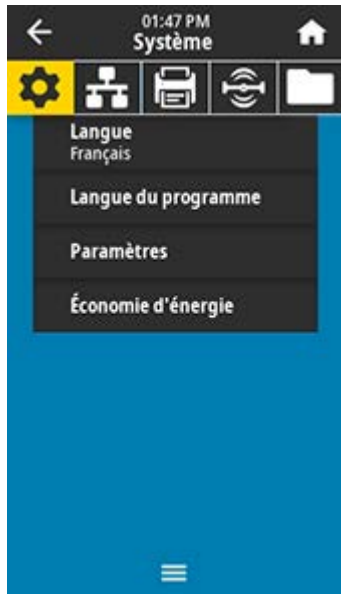 01:47 PM
Système
Langue
Français
Langue du programme
Paramètres
Économie d'énergie